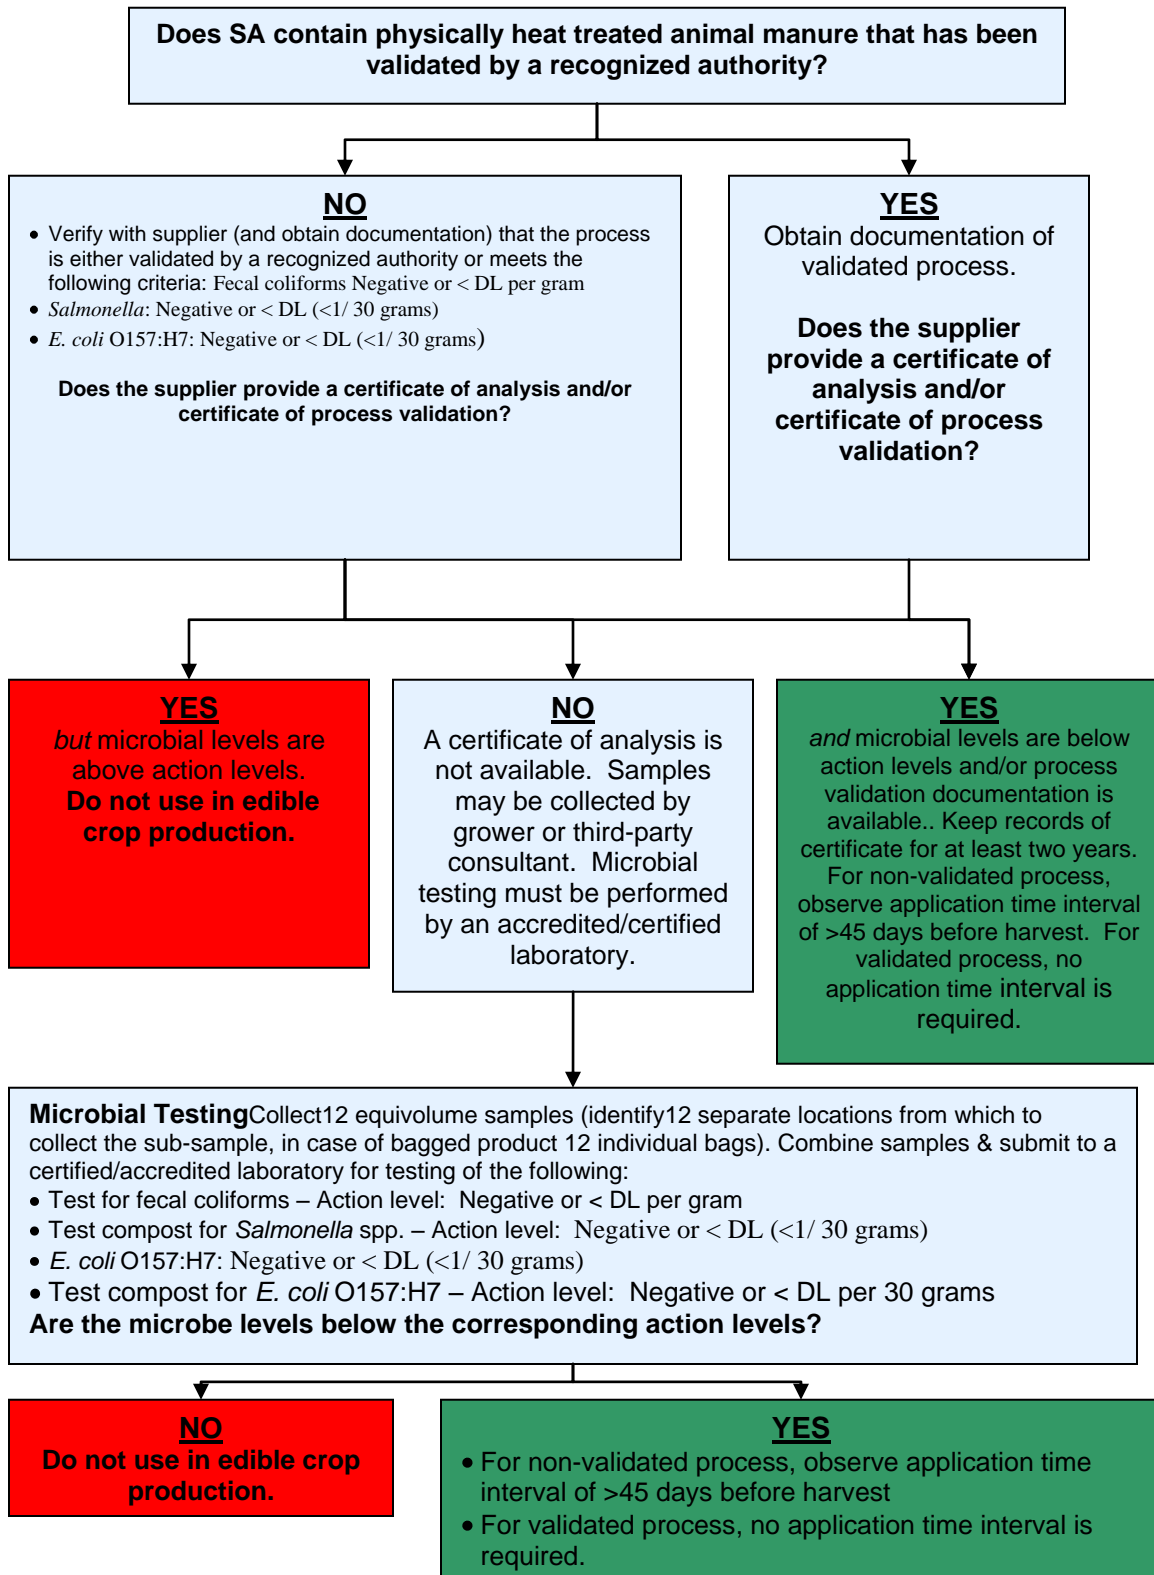 Does SA contain physically heat treated animal manure that has been
validated by a recognized authority?
NO
• Verify with supplier (and obtain documentation) that the process
is either validated by a recognized authority or meets the
following criteria: Fecal coliforms Negative or < DL per gram
• Salmonella: Negative or < DL (<1/ 30 grams)
• E. coli O157:H7: Negative or < DL (<1/ 30 grams)
Does the supplier provide a certificate of analysis and/or
certificate of process validation?
YES
Obtain documentation of
validated process.
Does the supplier
provide a certificate of
analysis and/or
certificate of process
validation?
YES
but microbial levels are
above action levels.
Do not use in edible
crop production.
NO
A certificate of analysis is
not available.  Samples
may be collected by
grower or third-party
consultant.  Microbial
testing must be performed
by an accredited/certified
laboratory.
YES
and microbial levels are below
action levels and/or process
validation documentation is
available.. Keep records of
certificate for at least two years.
For non-validated process,
observe application time interval
of >45 days before harvest.  For
validated process, no
application time interval is
required.
Microbial TestingCollect12 equivolume samples (identify12 separate locations from which to
collect the sub-sample, in case of bagged product 12 individual bags). Combine samples & submit to a
certified/accredited laboratory for testing of the following:
• Test for fecal coliforms – Action level:  Negative or < DL per gram
• Test compost for Salmonella spp. – Action level:  Negative or < DL (<1/ 30 grams)
• E. coli O157:H7: Negative or < DL (<1/ 30 grams)
• Test compost for E. coli O157:H7 – Action level:  Negative or < DL per 30 grams
Are the microbe levels below the corresponding action levels?
NO
Do not use in edible crop
production.
YES
• For non-validated process, observe application time
interval of >45 days before harvest
• For validated process, no application time interval is
required.